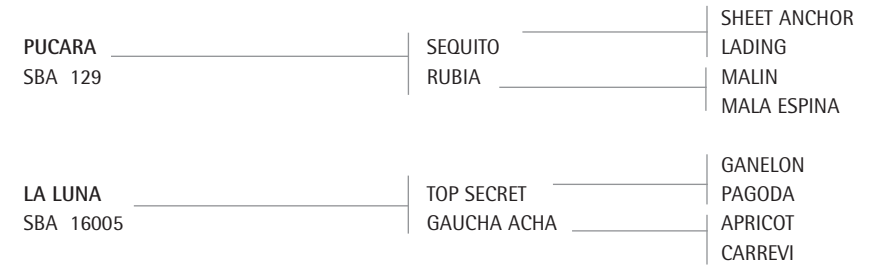 PUCARA
SBA 129
SEQUITO
RUBIA
SHEET ANCHOR
LADING
MALIN
MALA ESPINA
LA LUNA
SBA 16005
TOP SECRET
GAUCHA ACHA
GANELON
PAGODA
APRICOT
CARREVI